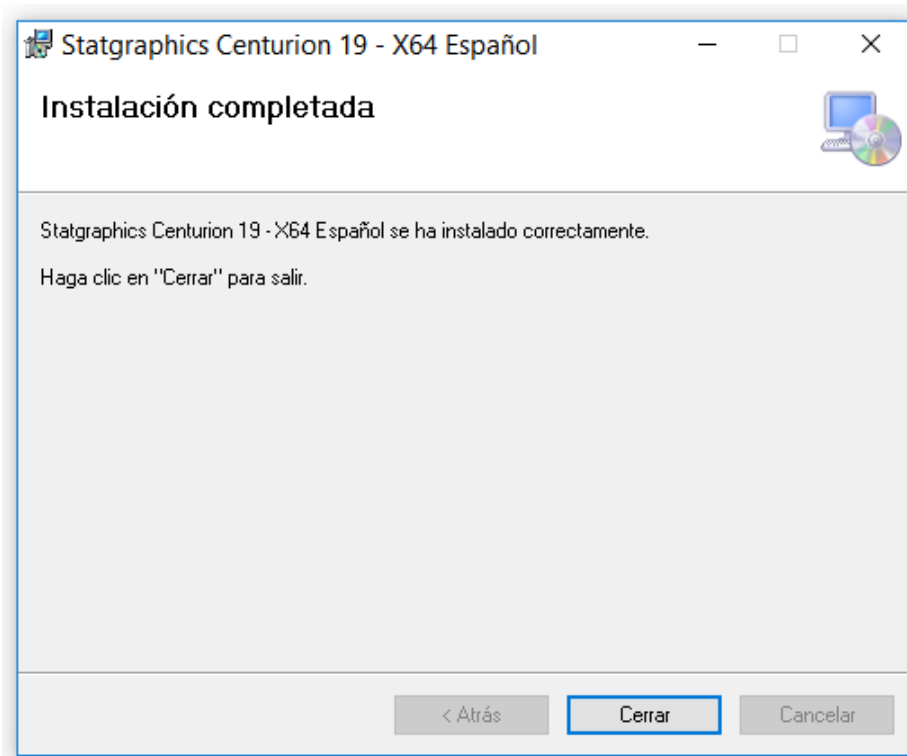 Statgraphics Centurion 19 - X64 Español
Instalación completada
Statgraphics Centurion 19 - X64 Español se ha instalado correctamente.
Haga clic en "Cerrar" para salir.
< Atrás
Cerrar
Cancelar